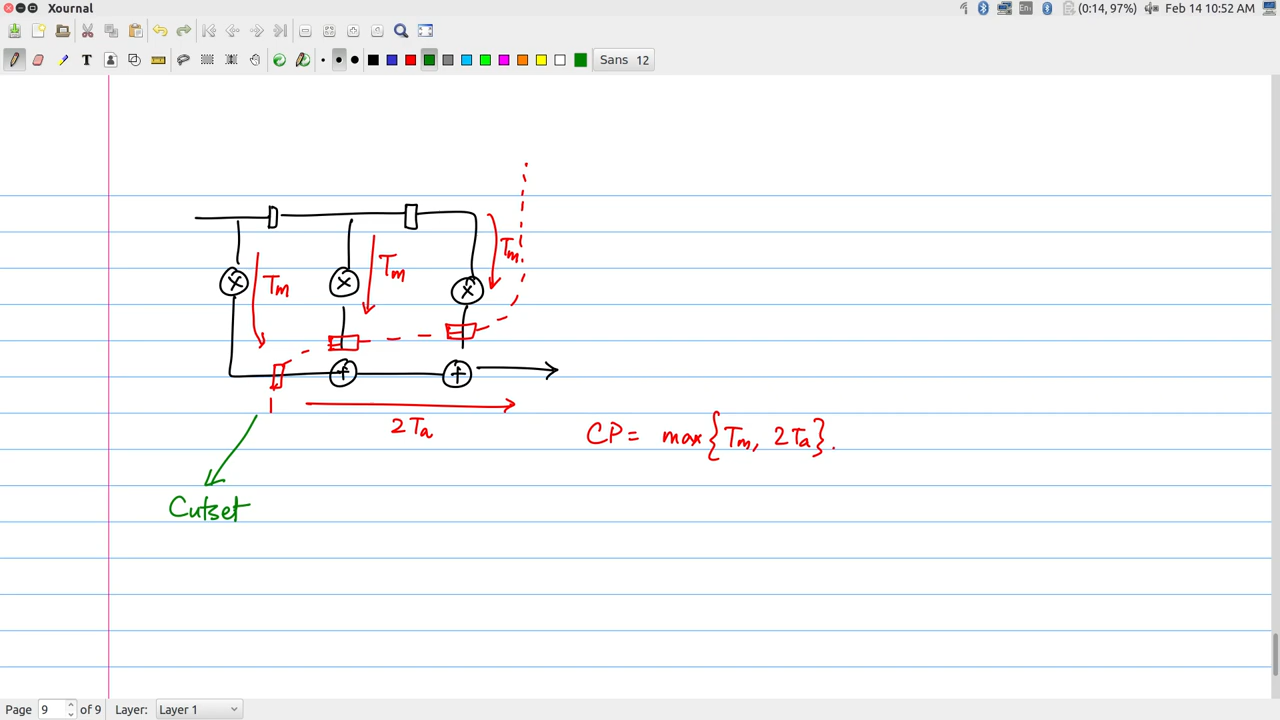 Xournal
En
(0:14, 97%)
Feb 14 10:52 AM
T
Sans 12
Tm
Tm
Tm
2Ta
CP = max{Tm, 2Ta}.
Cutset
Page 9 of 9 Layer: Layer 1